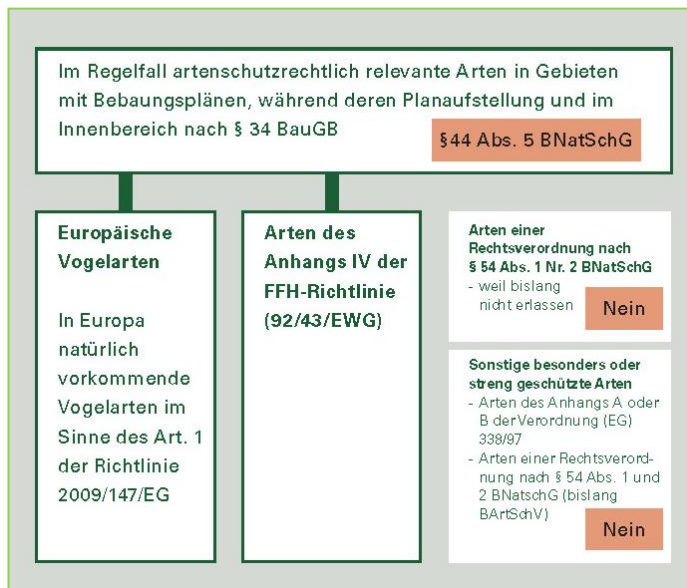 Im Regelfall artenschutzrechtlich relevante Arten in Gebieten
mit Bebaungsplänen, während deren Planaufstellung und im
Innenbereich nach § 34 BauGB
§44 Abs. 5 BNatSchG
Europäische
Vogelarten
In Europa
natürlich
vorkommende
Vogelarten im
Sinne des Art. 1
der Richtlinie
2009/147/EG
Arten des
Anhangs IV der
FFH-Richtlinie
(92/43/EWG)
Arten einer
Rechtsverordnung nach
§ 54 Abs. 1 Nr. 2 BNatSchG
- weil bislang
nicht erlassen
Nein
Sonstige besonders oder
streng geschützte Arten
- Arten des Anhangs A oder
B der Verordnung (EG)
338/97
- Arten einer Rechtsverord-
nung nach § 54 Abs. 1 und
2 BNatschG (bislang
BArtSchV)
Nein